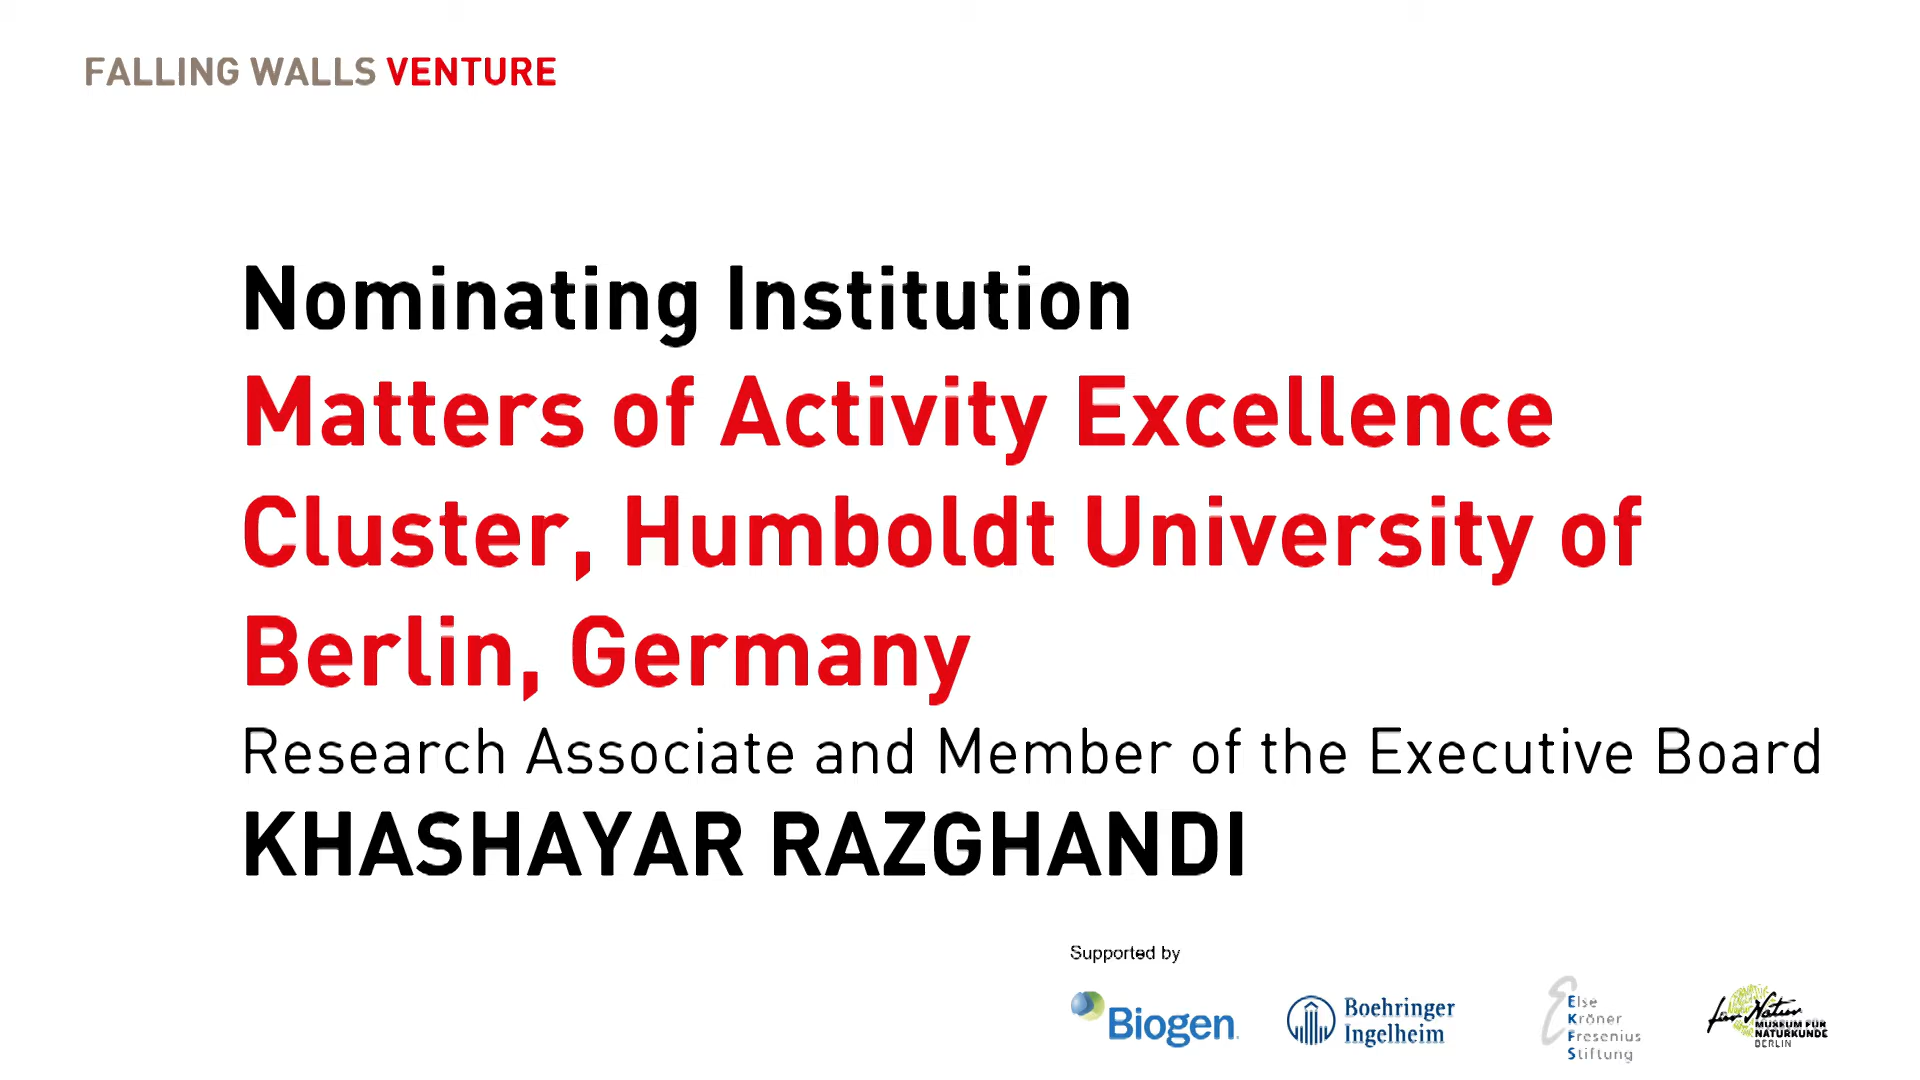 FALLING WALLS VENTURE
Nominating Institution
Matters of Activity Excellence
Cluster, Humboldt University of
Berlin, Germany
Research Associate and Member of the Executive Board
KHASHAYAR RAZGHANDI
Supported by
Biogen
Boehringer
Ingelheim
Else
Kröner
Fresenius
Stiftung
für Natur
MUSEUM FÜR
NATURKUNDE
BERLIN